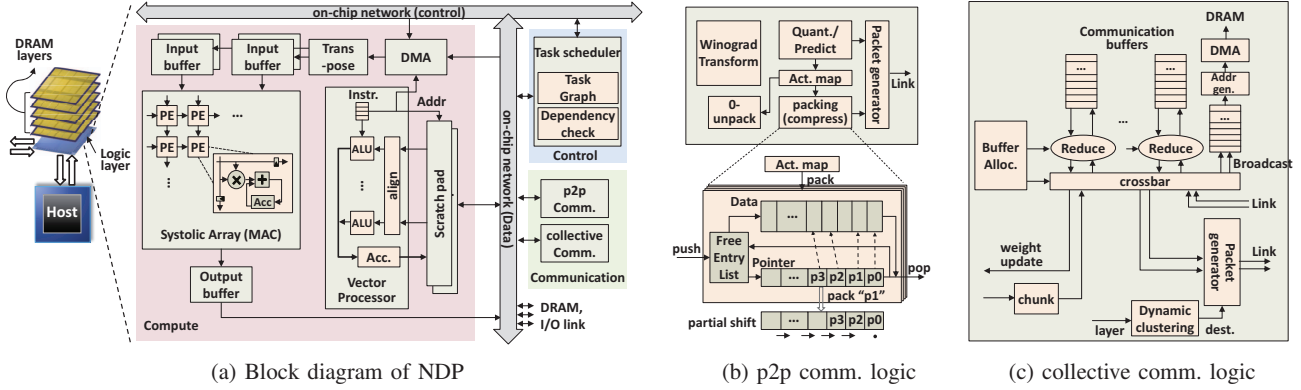 on-chip network (control)
DRAM
layers
Logic
layer
Host
Input
buffer
Input
buffer
Trans
-pose
DMA
PE
PE
...
PE
PE
...
...
...
Acc
Systolic Array (MAC)
Output
buffer
Compute
Instr.
Addr
ALU
...
ALU
align
Scratch pad
Acc.
Vector
Processor
on-chip network (Data)
Task scheduler
Task
Graph
Dependency
check
Control
p2p
Comm.
collective
Comm.
Communication
DRAM,
I/O link
(a) Block diagram of NDP
Winograd
Transform
Quant./
Predict
Act. map
0-
unpack
packing
(compress)
Packet generator
Link
Act. map
pack
Data
...
push
Free
Entry
List
Pointer
... p3 p2 p1 p0
pop
pack “p1”
partial shift
... p3 p2 p0
(b) p2p comm. logic
DRAM
Communication
buffers
DMA
...
...
Addr
gen.
...
...
Buffer
Alloc.
Reduce
Reduce
Broadcast
crossbar
Link
weight
update
chunk
Packet
generator
Link
layer
Dynamic
clustering
dest.
(c) collective comm. logic